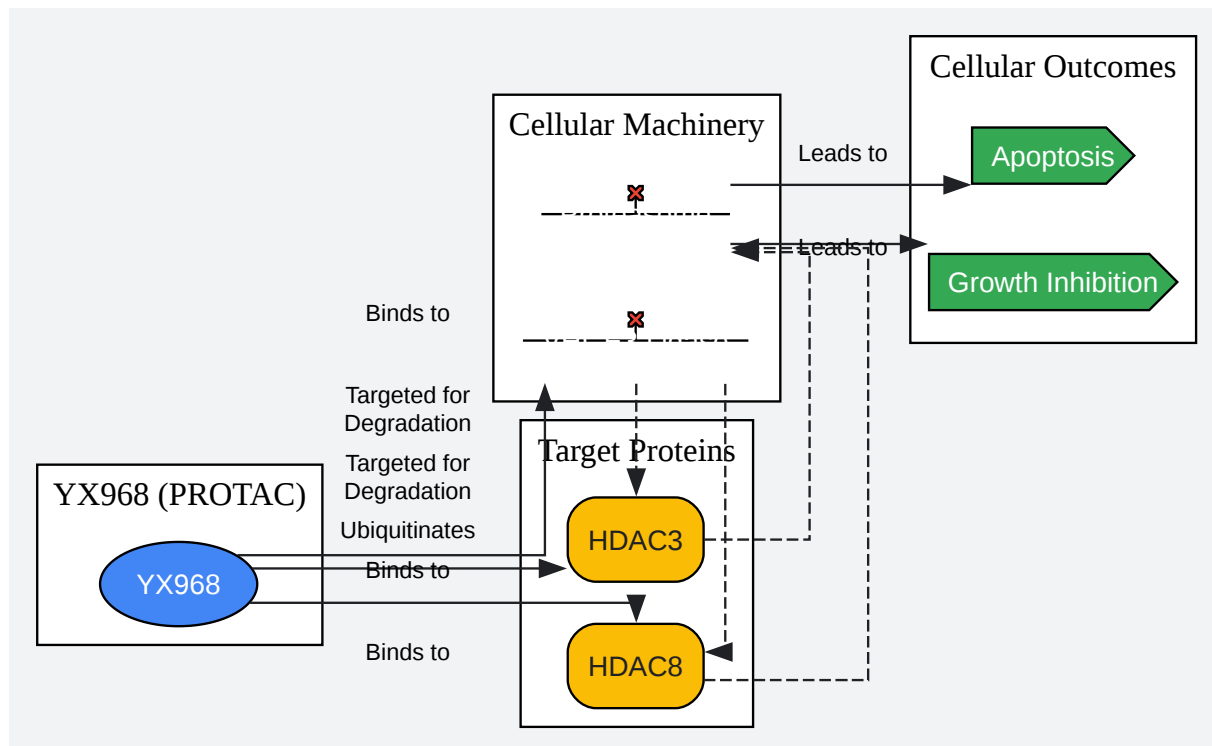 Cellular Outcomes
Apoptosis
Growth Inhibition
Cellular Machinery
Leads to
Leads to
Binds to
Targeted for
Degradation
Targeted for
Degradation
Ubiquitinates
Binds to
Binds to
Target Proteins
HDAC3
HDAC8
YX968 (PROTAC)
YX968